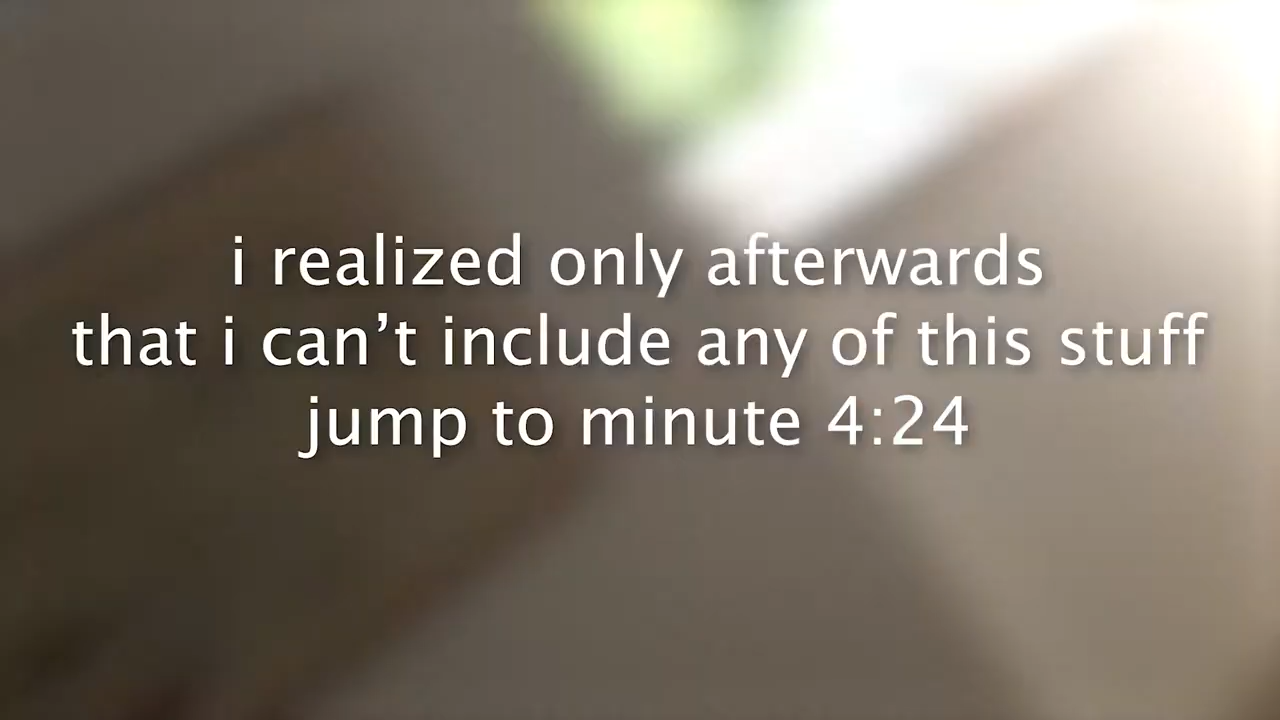 i realized only afterwards
that i can’t include any of this stuff
jump to minute 4:24